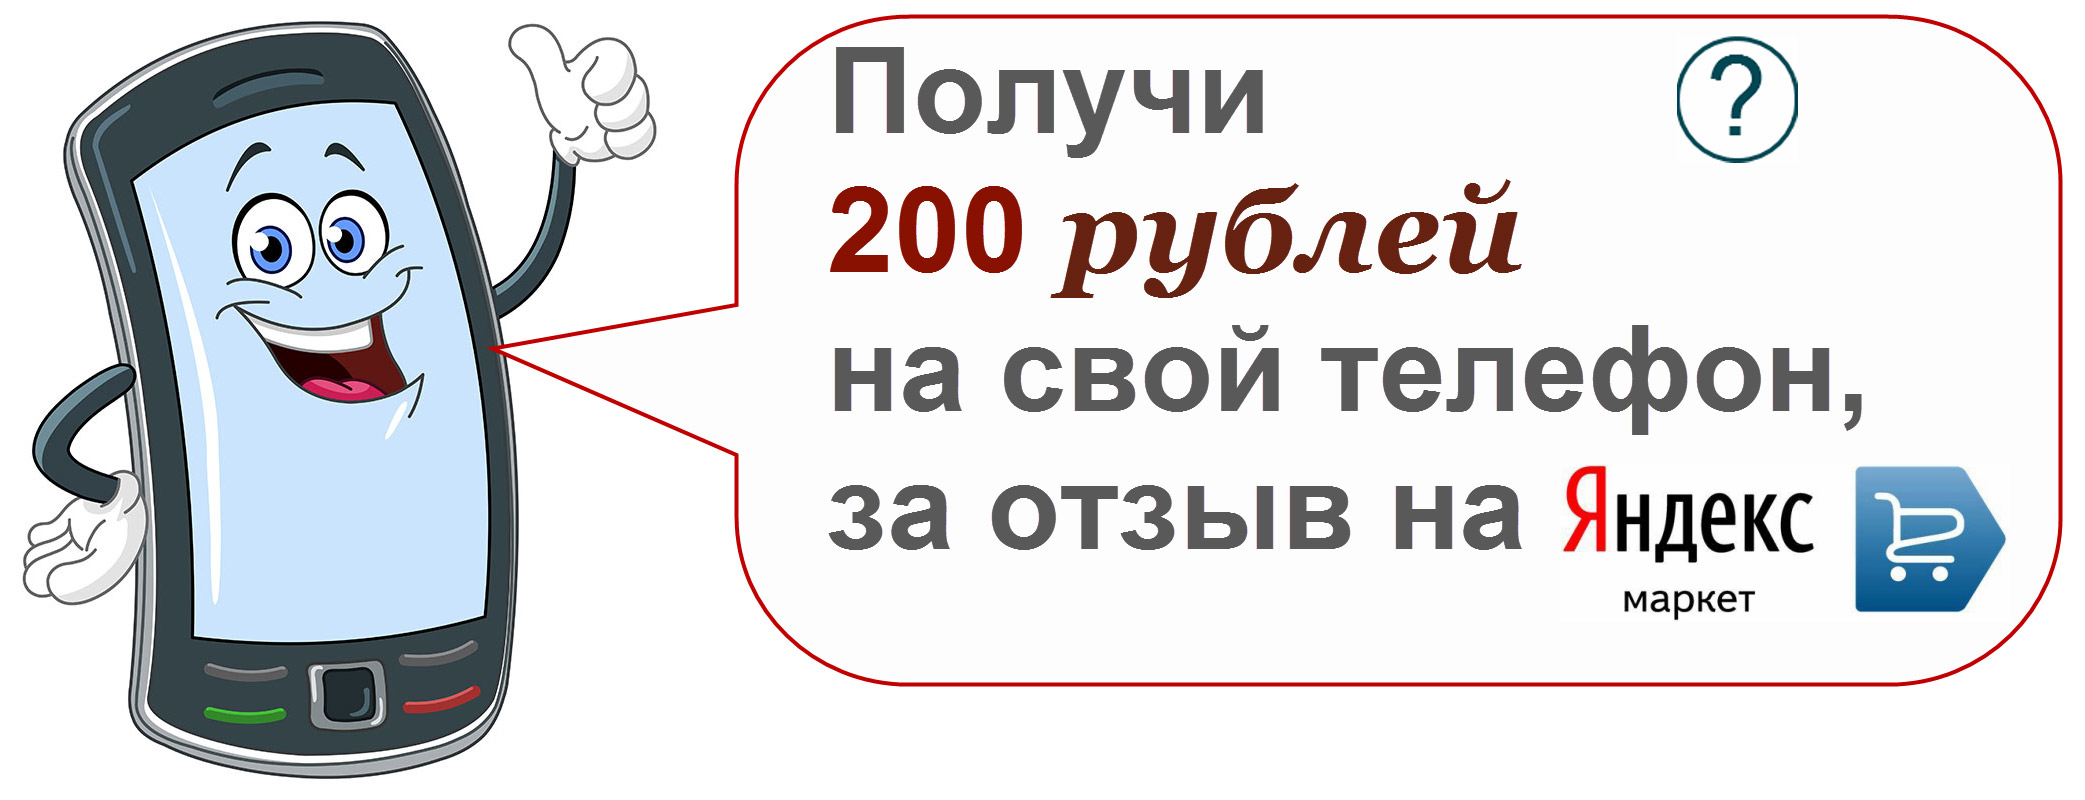 Получи
?
200 рублей
на свой телефон,
за отзыв на Яндекс
маркет